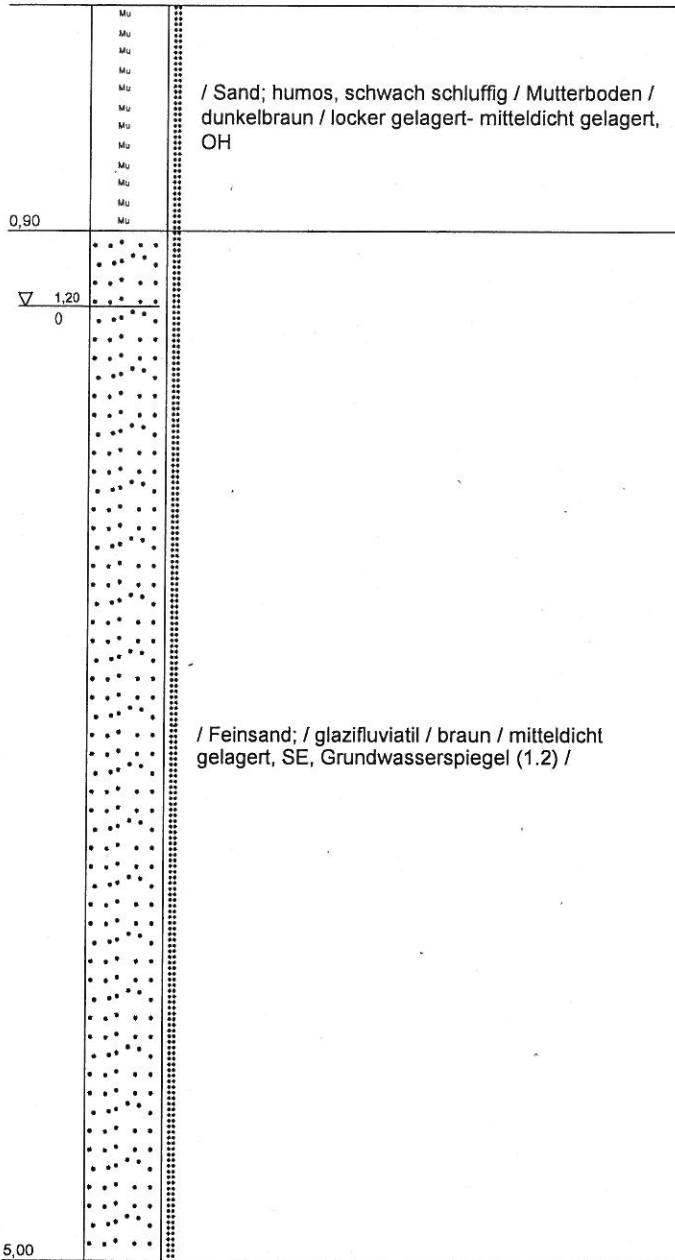 Mu
Mu
Mu
Mu
Mu
Mu
Mu
Mu
Mu
Mu
Mu
Mu
/ Sand; humos, schwach schluffig / Mutterboden /
dunkelbraun / locker gelagert- mitteldicht gelagert,
OH
0,90
1,20
0
/ Feinsand; / glazifluviatil / braun / mitteldicht
gelagert, SE, Grundwasserspiegel (1.2) /
5,00